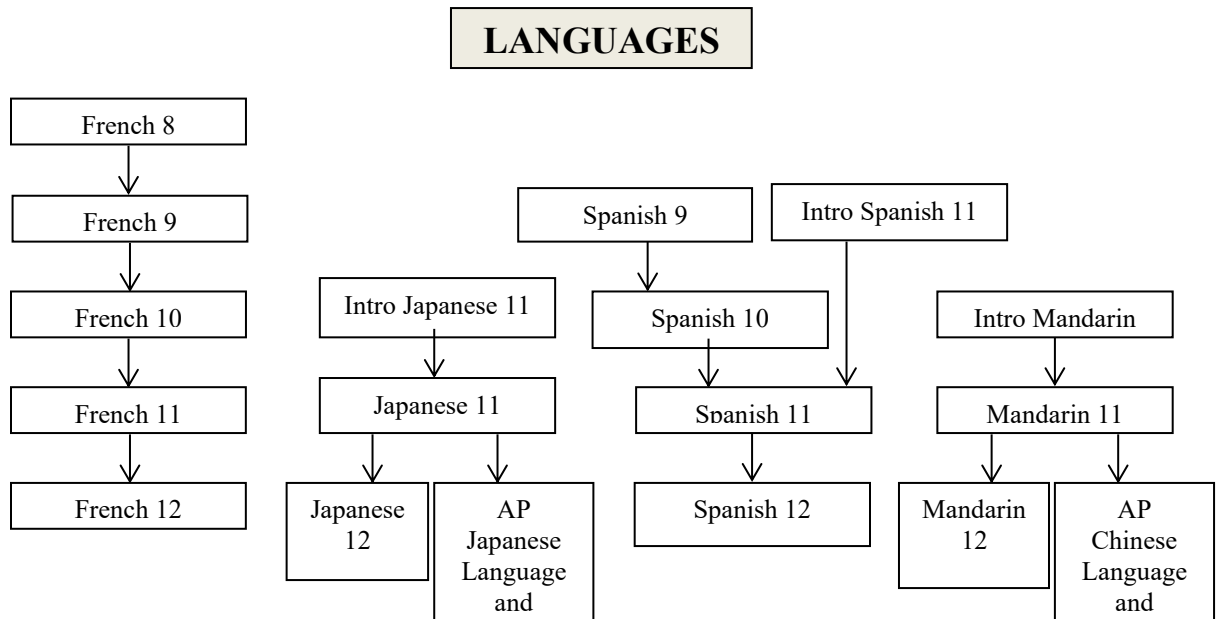 LANGUAGES
French 8
French 9
Spanish 9
Intro Spanish 11
French 10
Intro Japanese 11
Spanish 10
Intro Mandarin
French 11
Japanese 11
Spanish 11
Mandarin 11
French 12
Japanese
12
AP
Japanese
Language
and
Spanish 12
Mandarin
12
AP
Chinese
Language
and